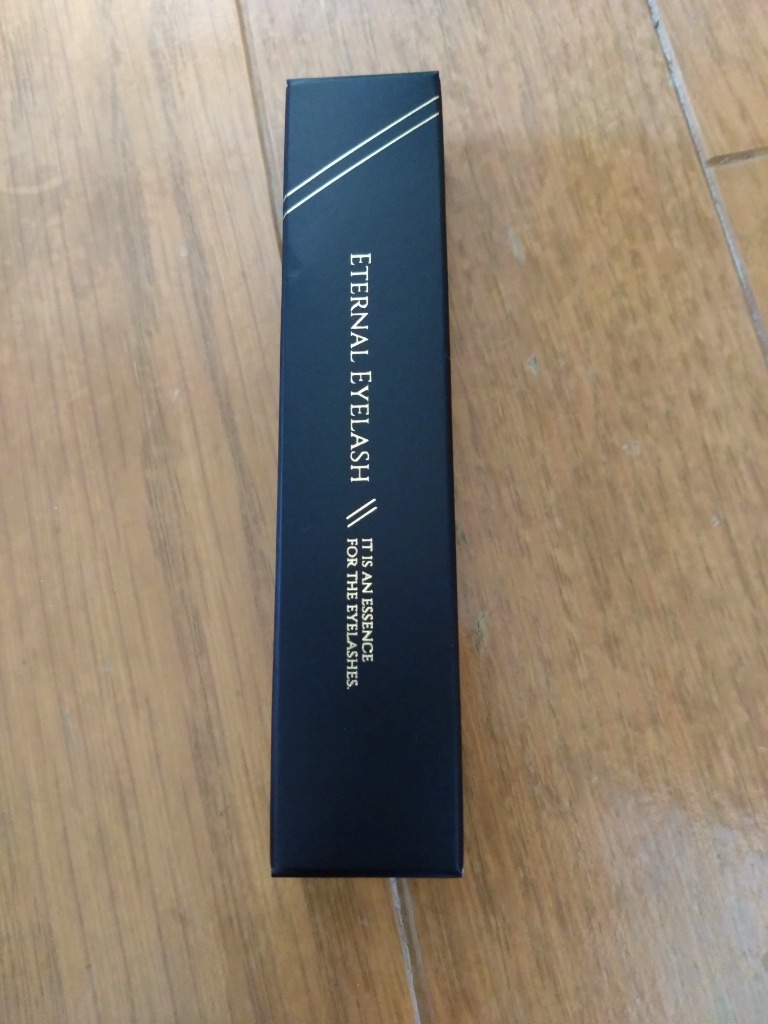 ETERNAL EYELASH
IT IS AN ESSENCE
FOR THE EYELASHES.